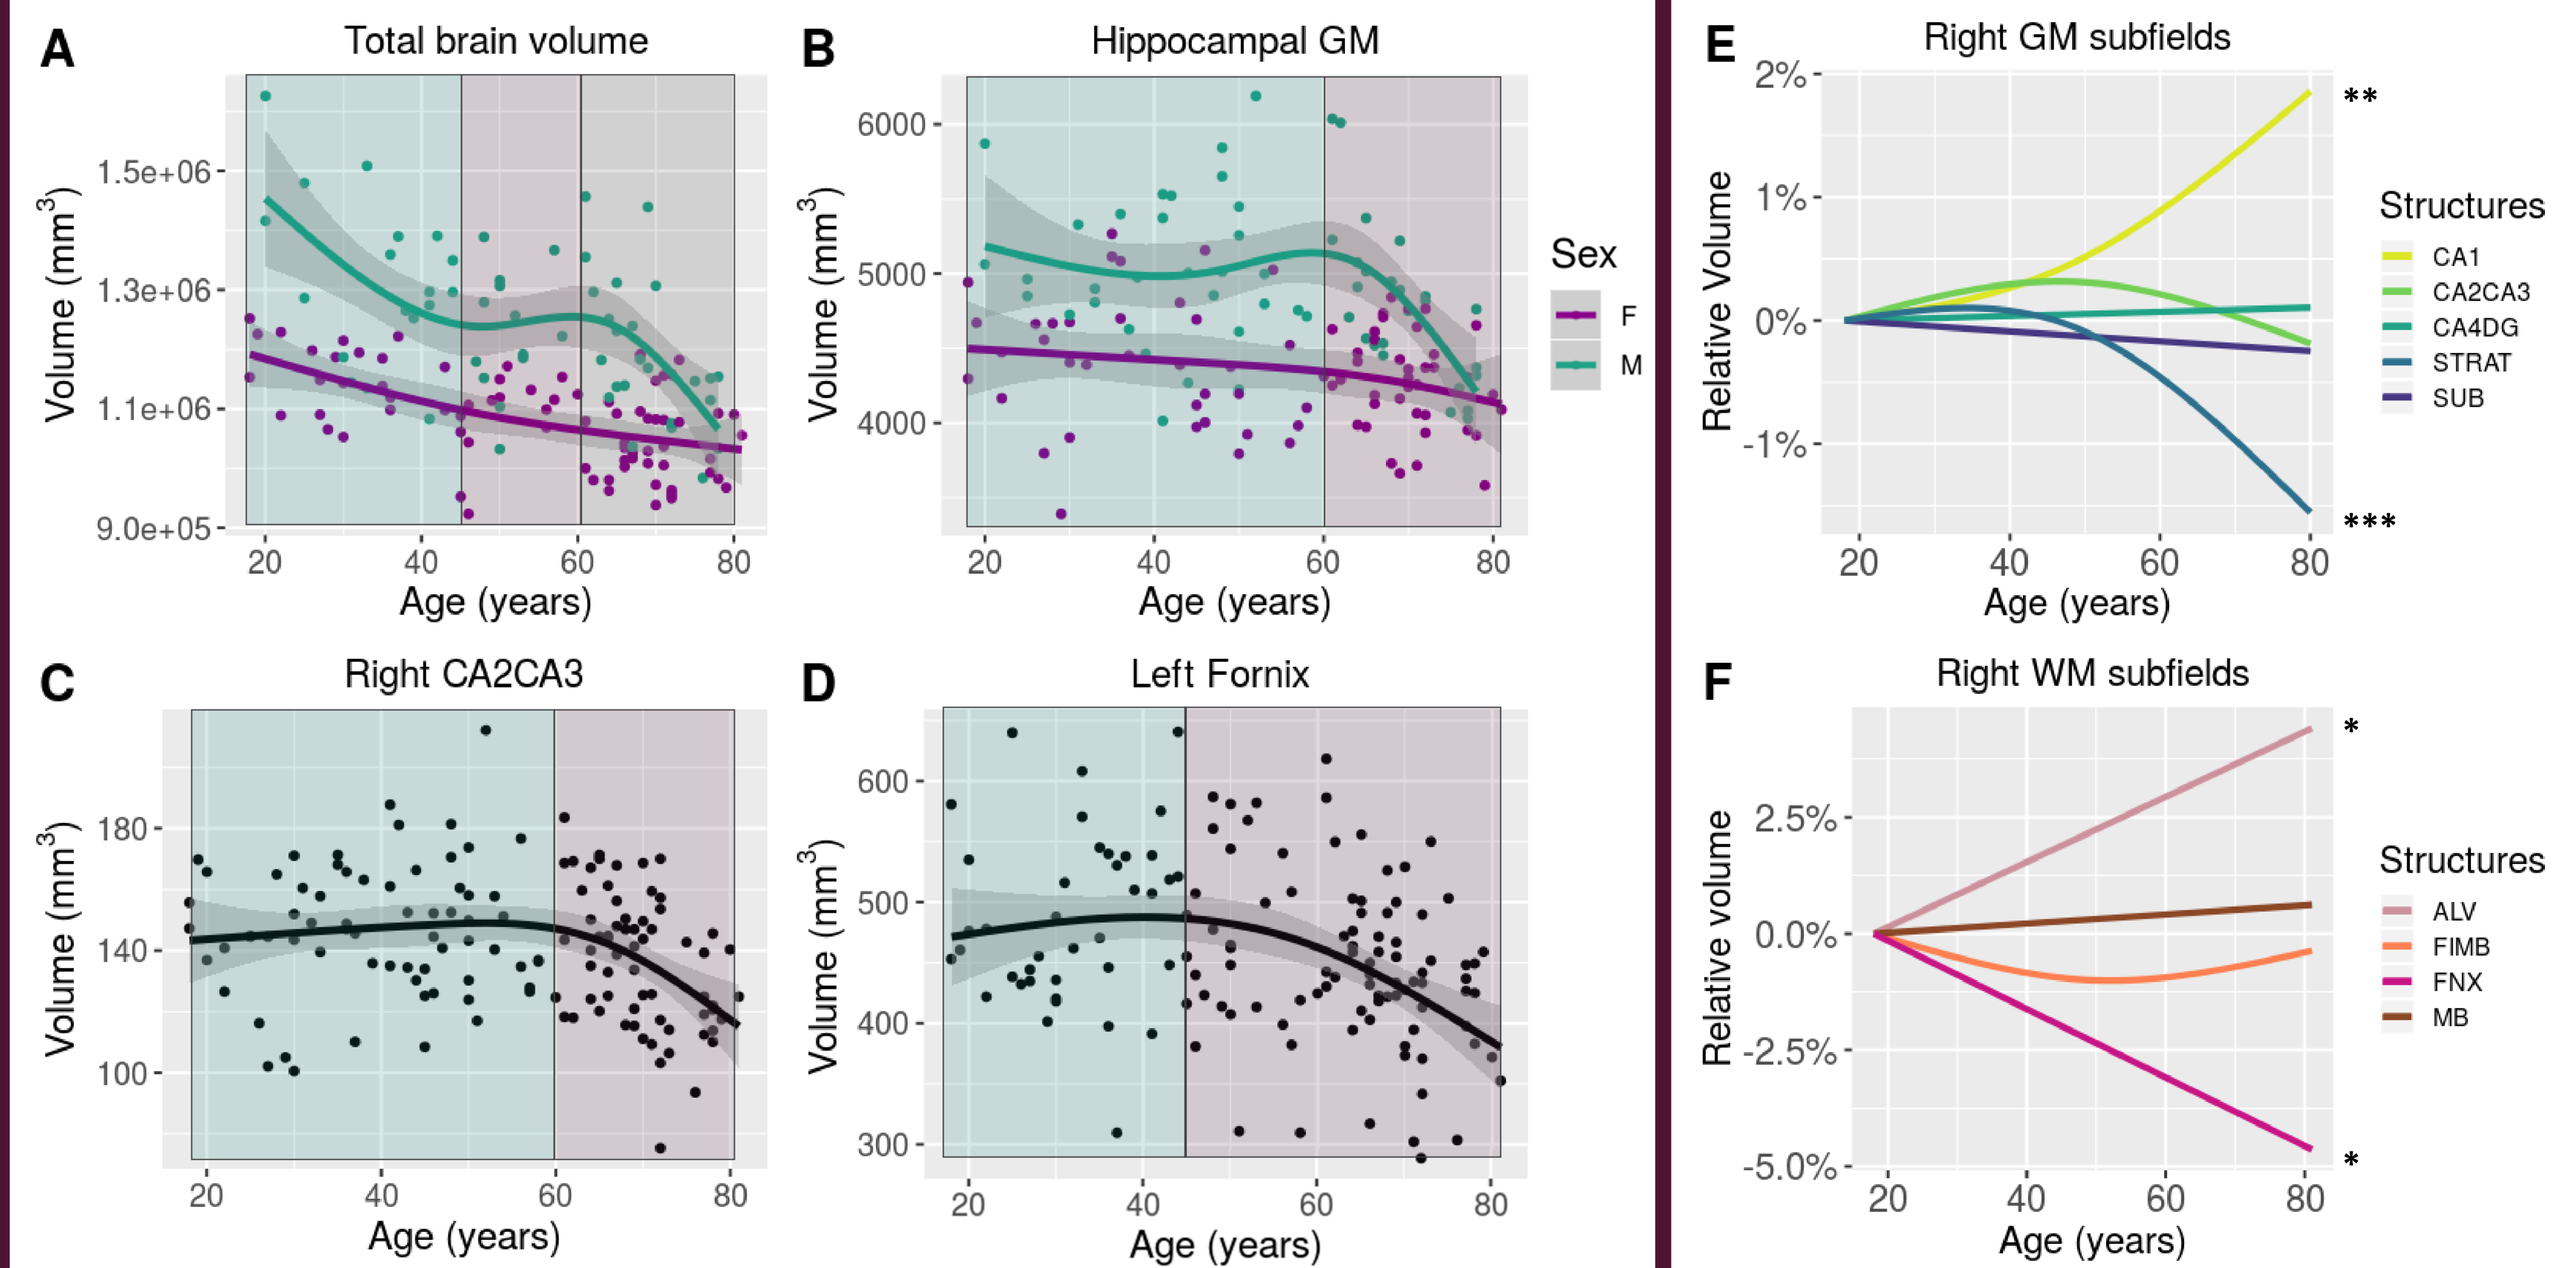 A
Total brain volume
Volume (mm³)
1.5e+06
1.3e+06
1.1e+06
9.0e+05
20 40 60 80
Age (years)
B
Hippocampal GM
Volume (mm³)
6000
5000
4000
20 40 60 80
Age (years)
Sex
F
M
C
Right CA2CA3
Volume (mm³)
180
140
100
20 40 60 80
Age (years)
D
Left Fornix
Volume (mm³)
600
500
400
300
20 40 60 80
Age (years)
E
Right GM subfields
Relative Volume
2%
1%
0%
-1%
20 40 60 80
Age (years)
**
***
Structures
CA1
CA2CA3
CA4DG
STRAT
SUB
F
Right WM subfields
Relative volume
2.5%
0.0%
-2.5%
-5.0%
20 40 60 80
Age (years)
*
*
Structures
ALV
FIMB
FNX
MB